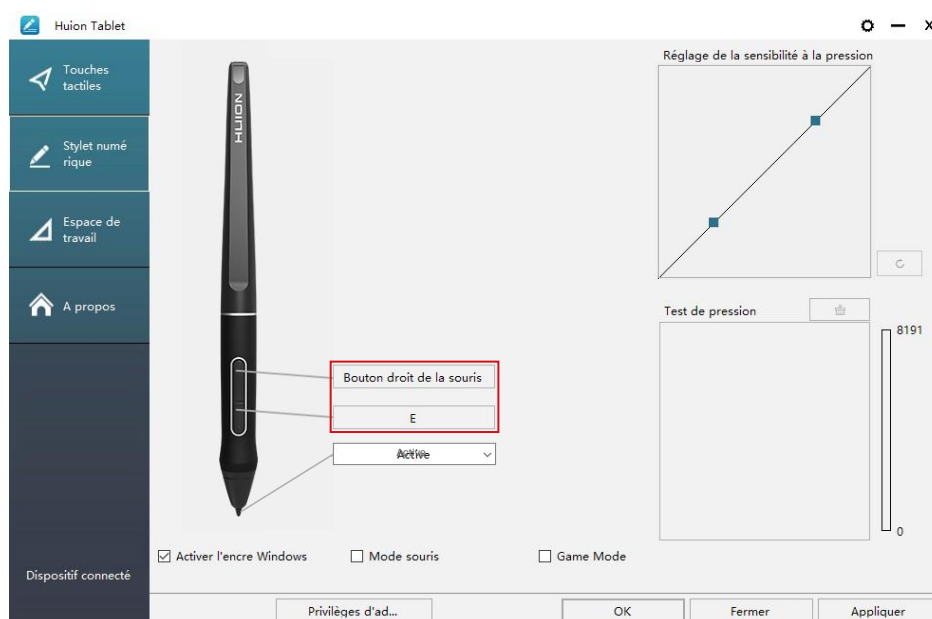 Huion Tablet
X
Touches
tactiles
Stylet numé
rique
Espace de
travail
A propos
Dispositif connecté
HUION
Réglage de la sensibilité à la pression
Test de pression
8191
0
Bouton droit de la souris
E
Activer l'encre Windows
Mode souris
Game Mode
Privilèges d'ad...
OK
Fermer
Appliquer